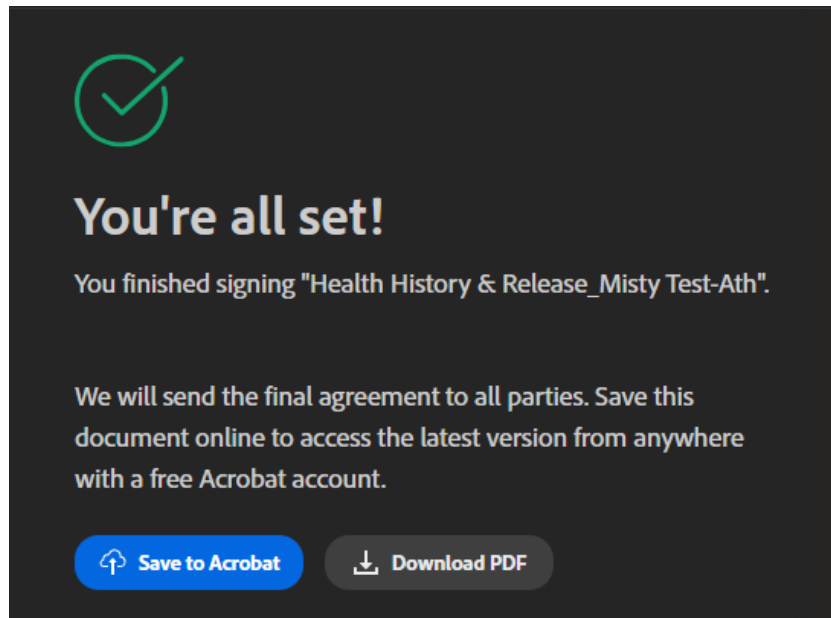 You're all set!
You finished signing "Health History & Release_Misty Test-Ath".
We will send the final agreement to all parties. Save this
document online to access the latest version from anywhere
with a free Acrobat account.
Save to Acrobat
Download PDF